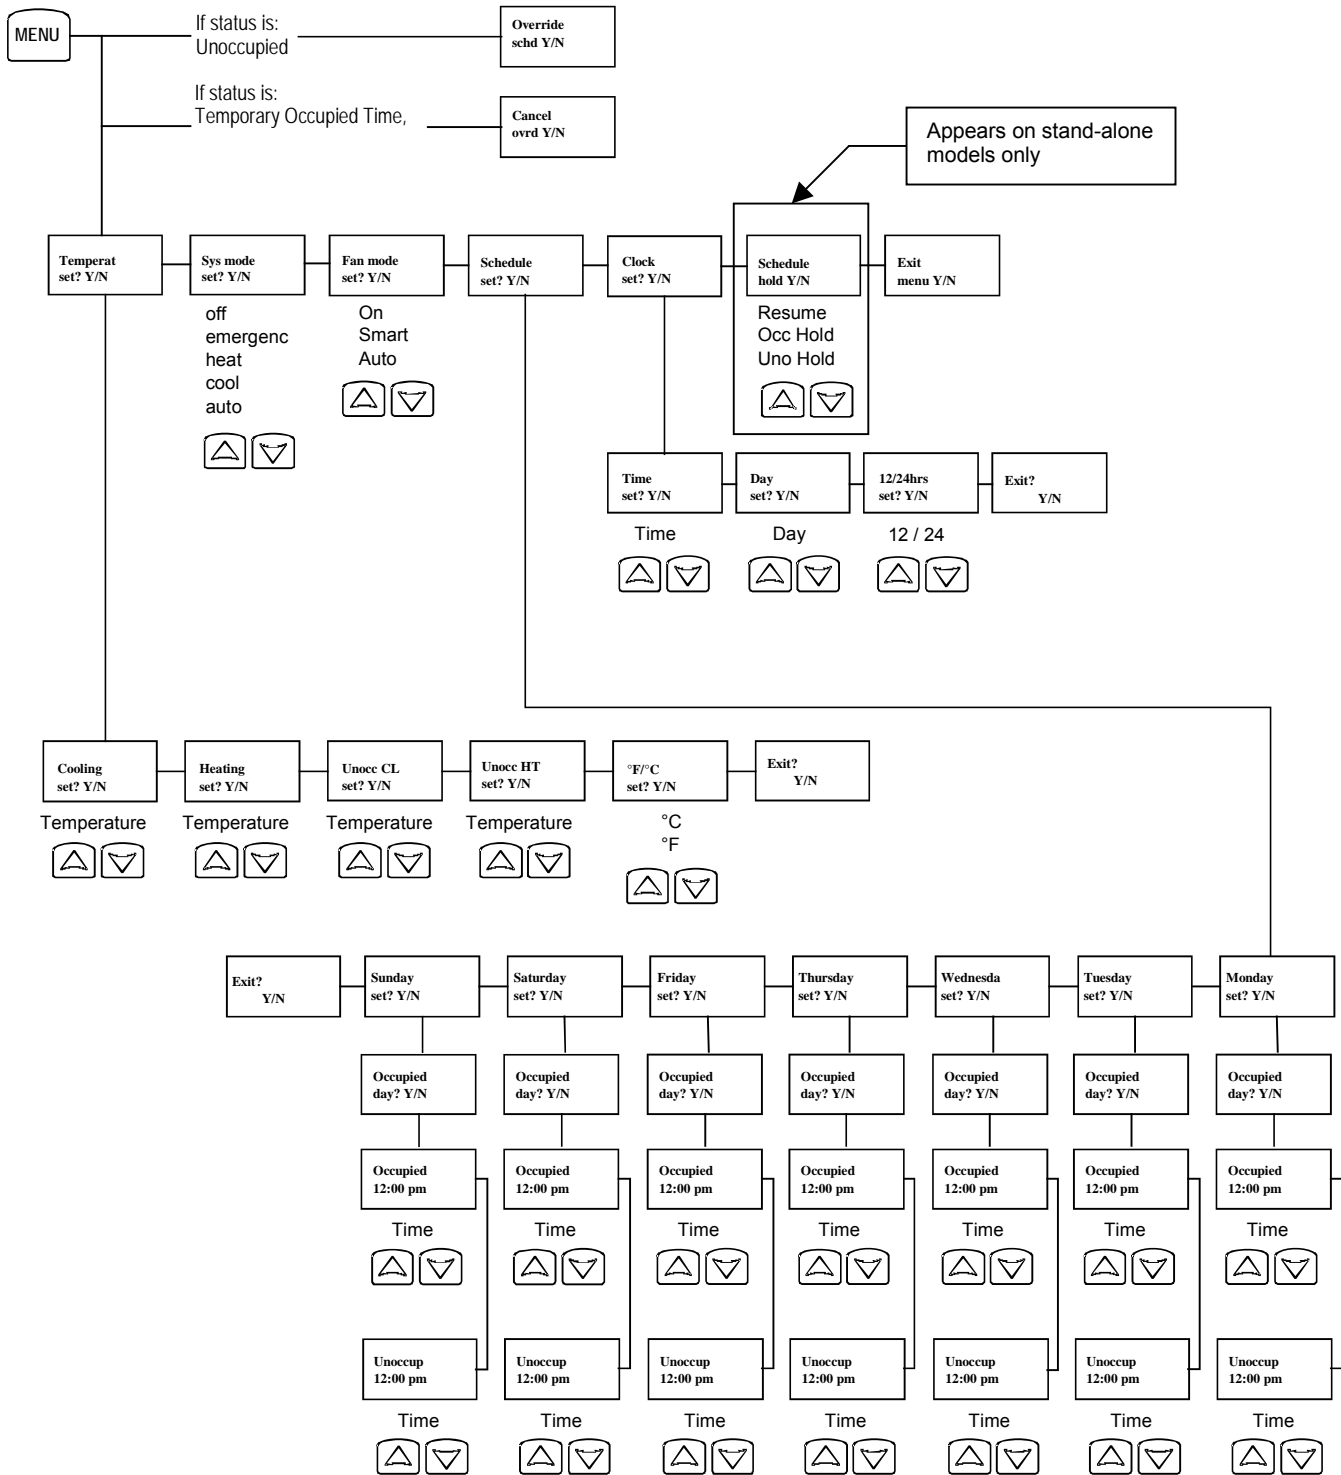 MENU
If status is:
Unoccupied
Override
schd Y/N
If status is:
Temporary Occupied Time,
Cancel
ovrd Y/N
Appears on stand-alone
models only
Temperat
set? Y/N
Sys mode
set? Y/N
off
emergenc
heat
cool
auto
Fan mode
set? Y/N
On
Smart
Auto
Schedule
set? Y/N
Clock
set? Y/N
Schedule
hold Y/N
Resume
Occ Hold
Uno Hold
Exit
menu Y/N
Time
set? Y/N
Time
Day
set? Y/N
Day
12/24hrs
set? Y/N
12 / 24
Exit?
Y/N
Cooling
set? Y/N
Temperature
Heating
set? Y/N
Temperature
Unocc CL
set? Y/N
Temperature
Unocc HT
set? Y/N
Temperature
°F/°C
set? Y/N
°C
°F
Exit?
Y/N
Exit?
Y/N
Sunday
set? Y/N
Saturday
set? Y/N
Friday
set? Y/N
Thursday
set? Y/N
Wednesda
set? Y/N
Tuesday
set? Y/N
Monday
set? Y/N
Occupied
day? Y/N
Occupied
day? Y/N
Occupied
day? Y/N
Occupied
day? Y/N
Occupied
day? Y/N
Occupied
day? Y/N
Occupied
day? Y/N
Occupied
12:00 pm
Occupied
12:00 pm
Occupied
12:00 pm
Occupied
12:00 pm
Occupied
12:00 pm
Occupied
12:00 pm
Occupied
12:00 pm
Time
Time
Time
Time
Time
Time
Time
Unoccup
12:00 pm
Unoccup
12:00 pm
Unoccup
12:00 pm
Unoccup
12:00 pm
Unoccup
12:00 pm
Unoccup
12:00 pm
Unoccup
12:00 pm
Time
Time
Time
Time
Time
Time
Time